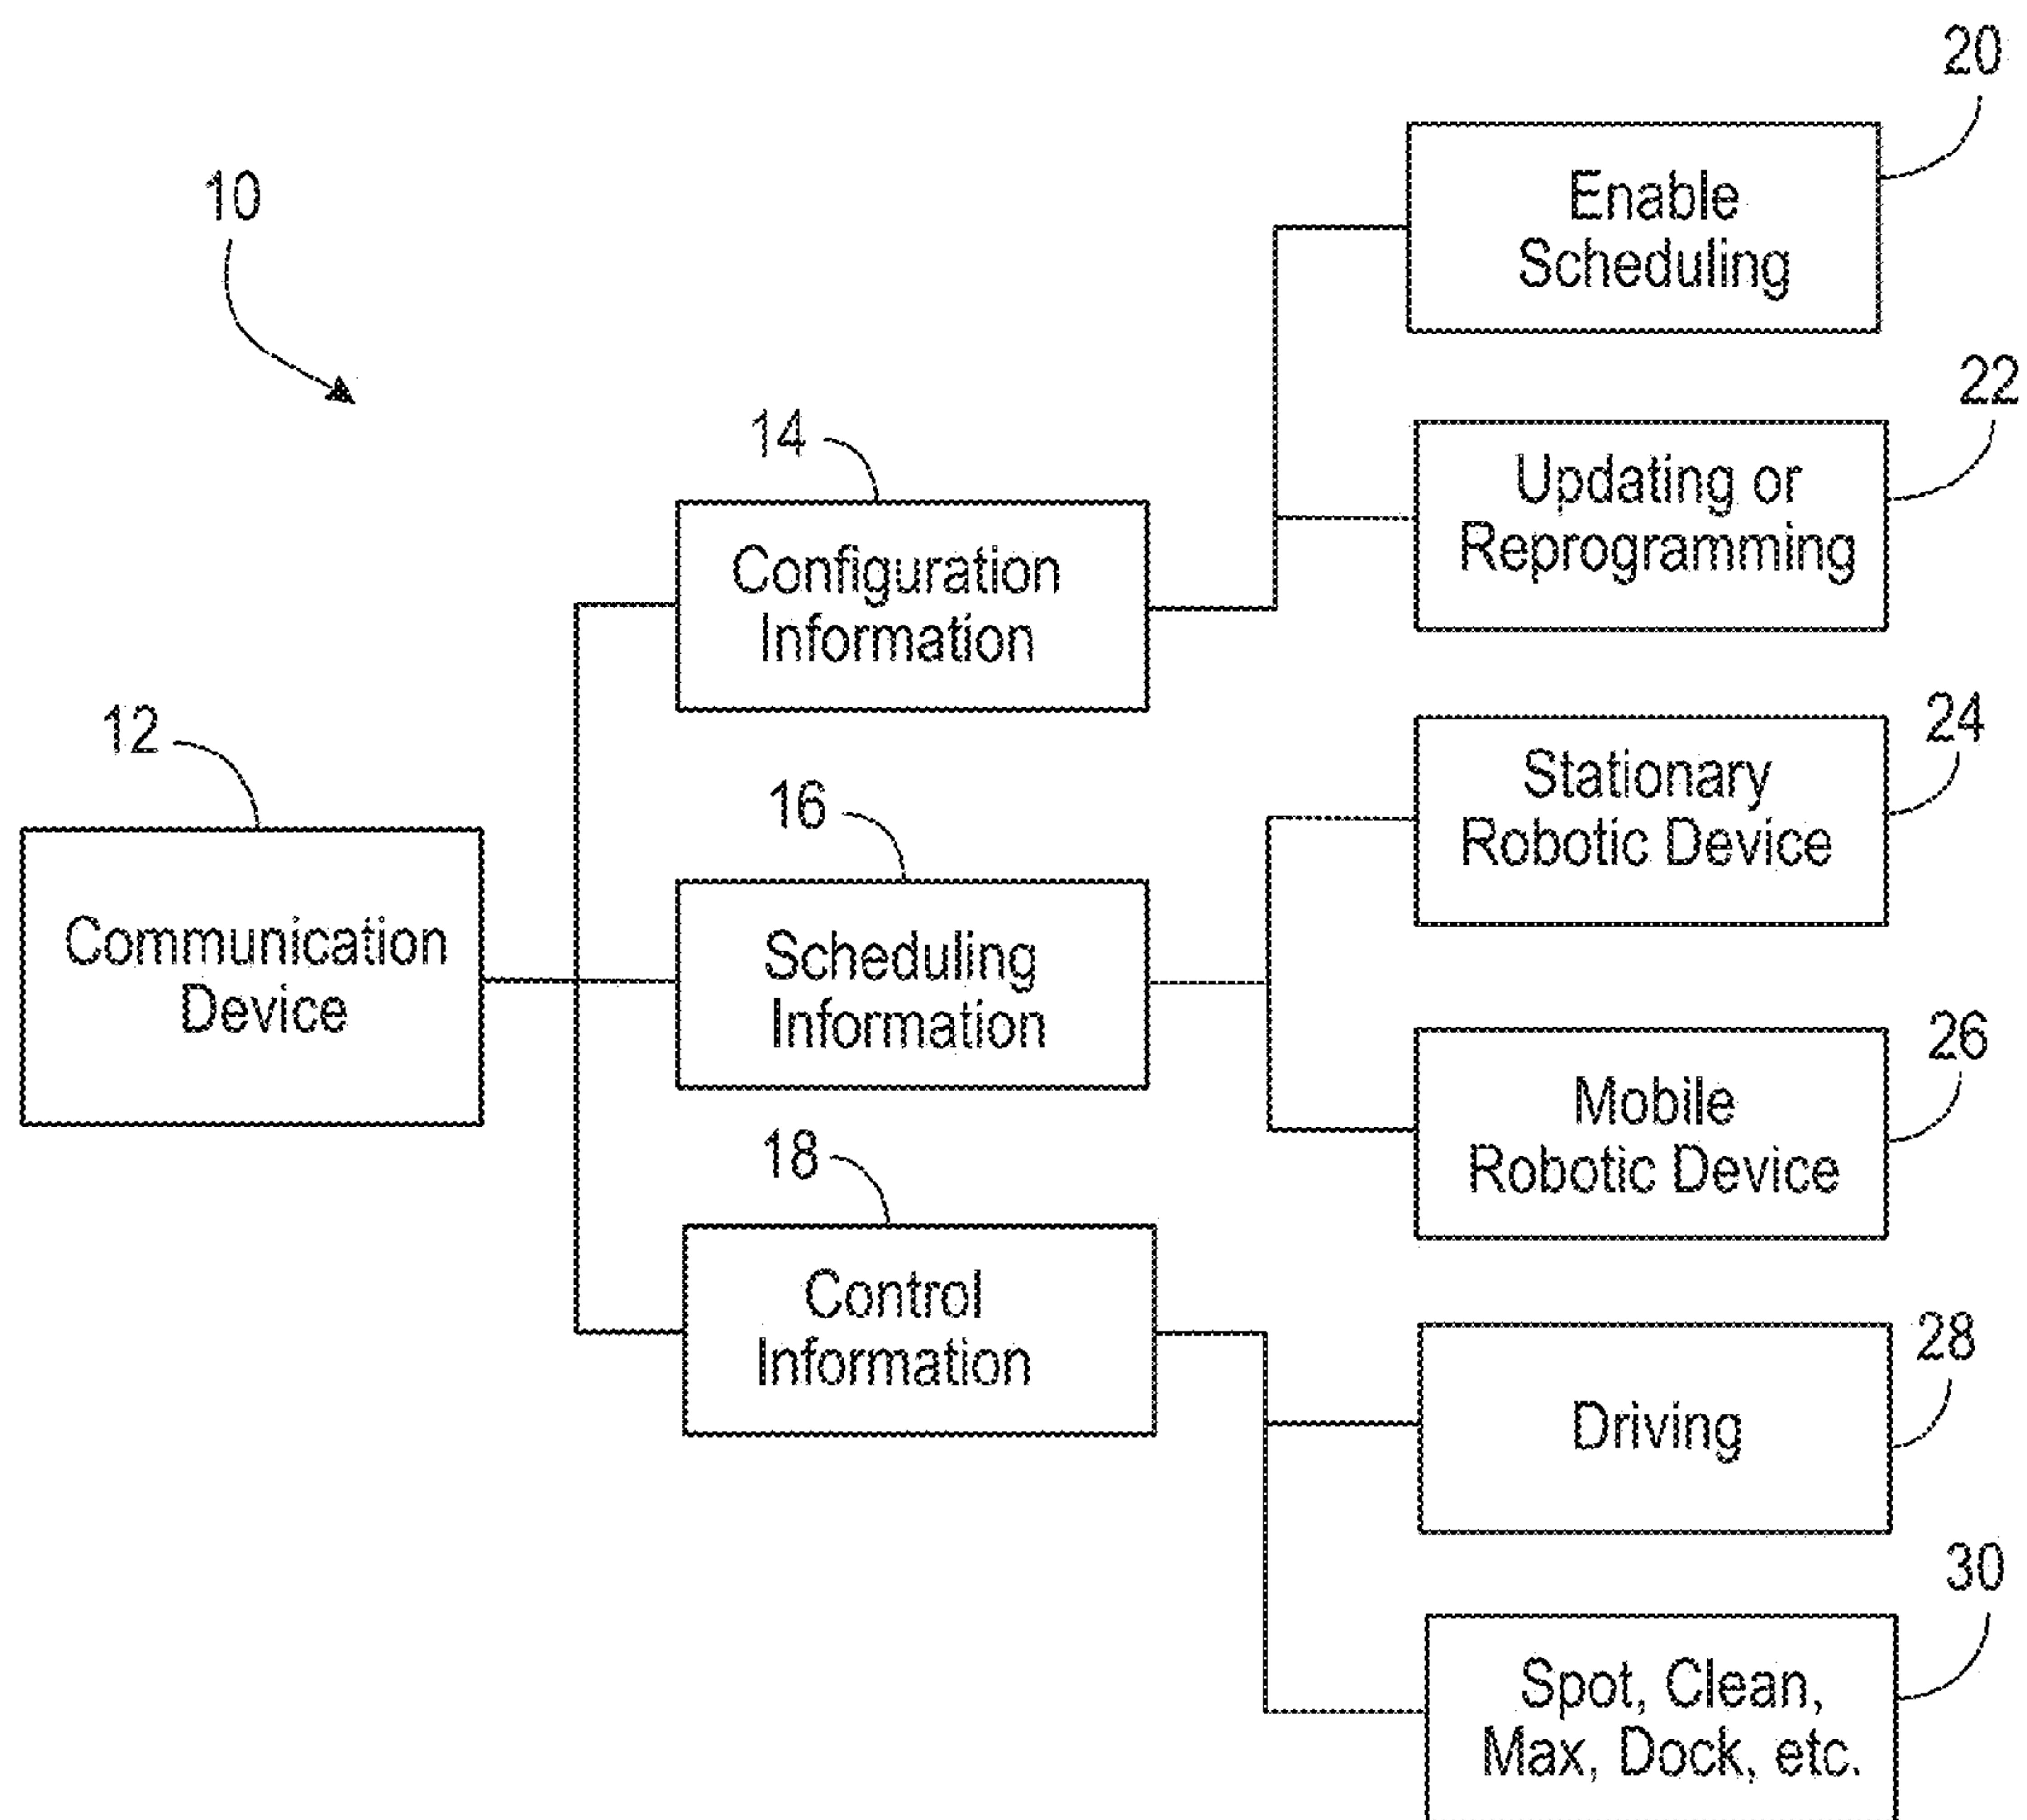 10
12
Communication
Device
14
Configuration
Information
16
Scheduling
Information
18
Control
Information
20
Enable
Scheduling
22
Updating or
Reprogramming
24
Stationary
Robotic Device
26
Mobile
Robotic Device
28
Driving
30
Spot, Clean,
Max, Dock, etc.